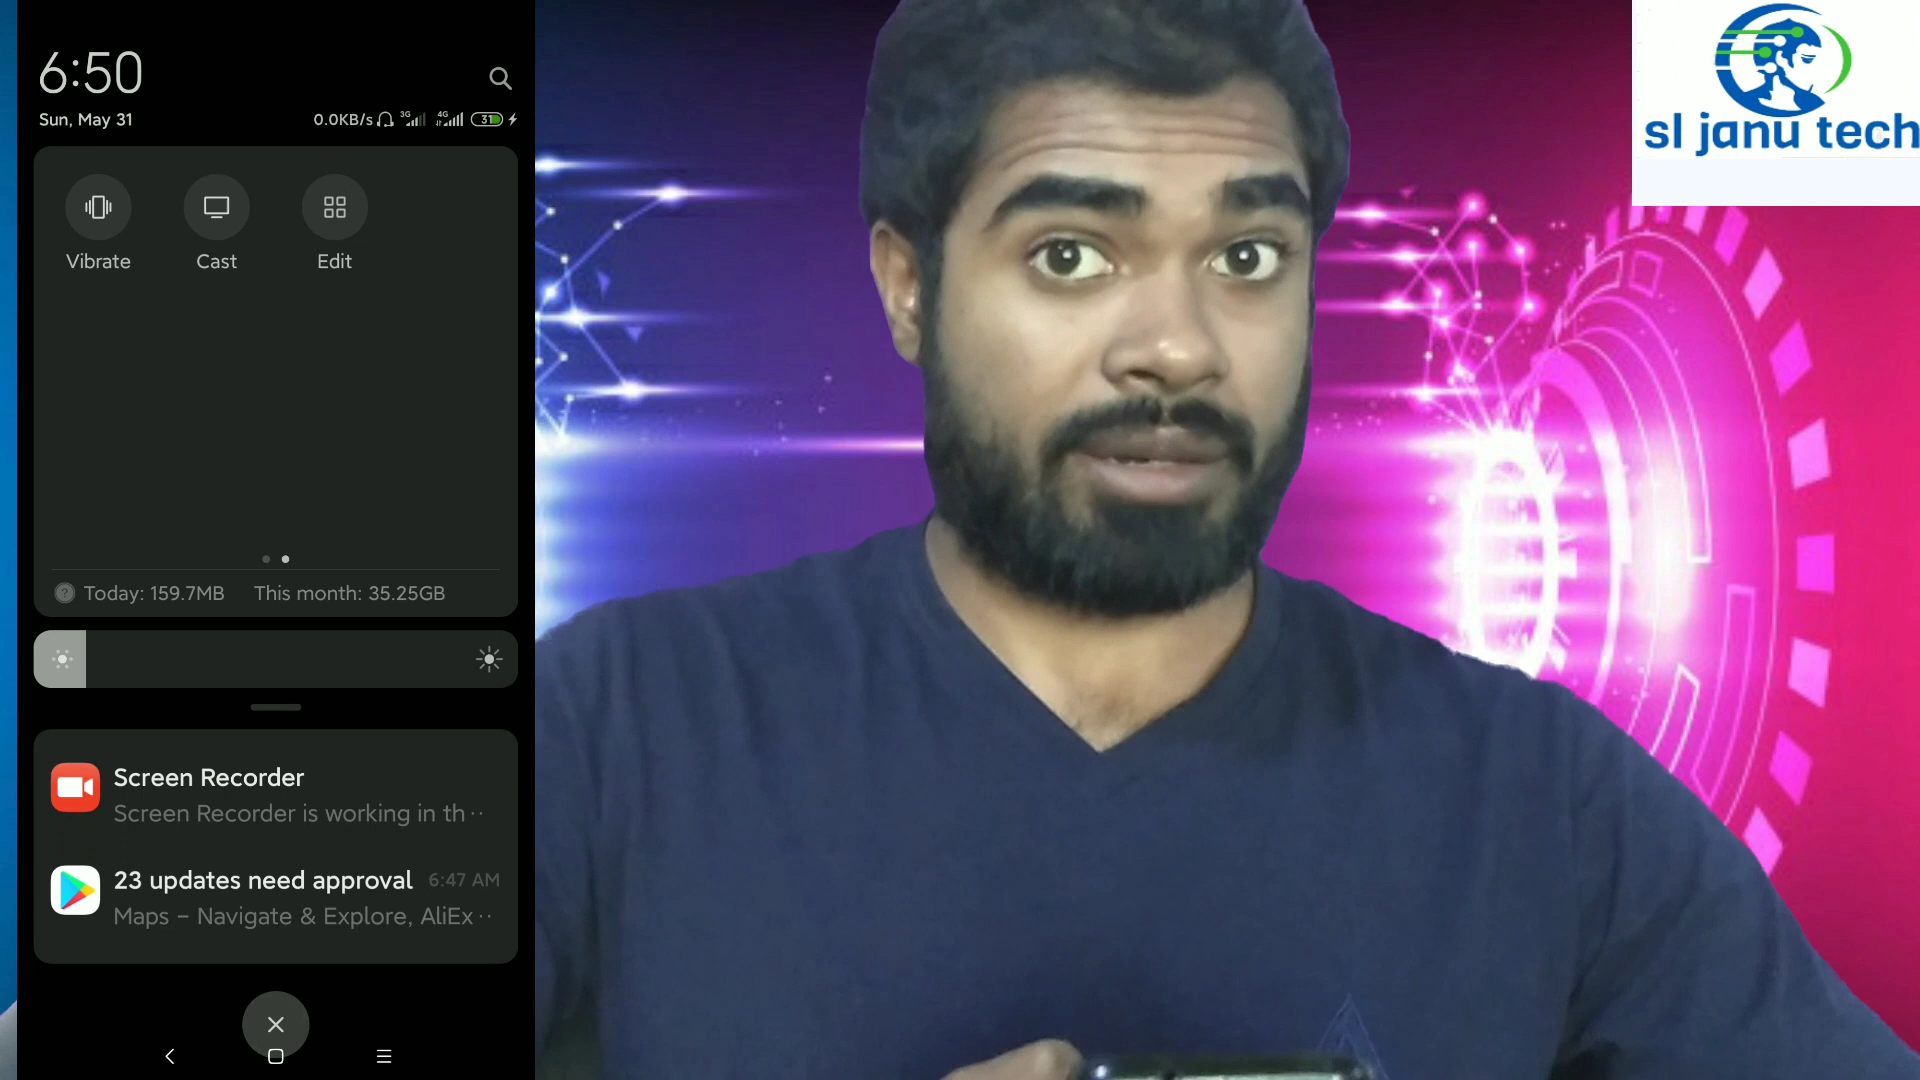 6:50
Sun, May 31
0.0KB/s 3G 4G 31
Vibrate
Cast
Edit
Today: 159.7MB
This month: 35.25GB
Screen Recorder
Screen Recorder is working in th··
23 updates need approval 6:47 AM
Maps – Navigate & Explore, AliEx··
sl janu tech